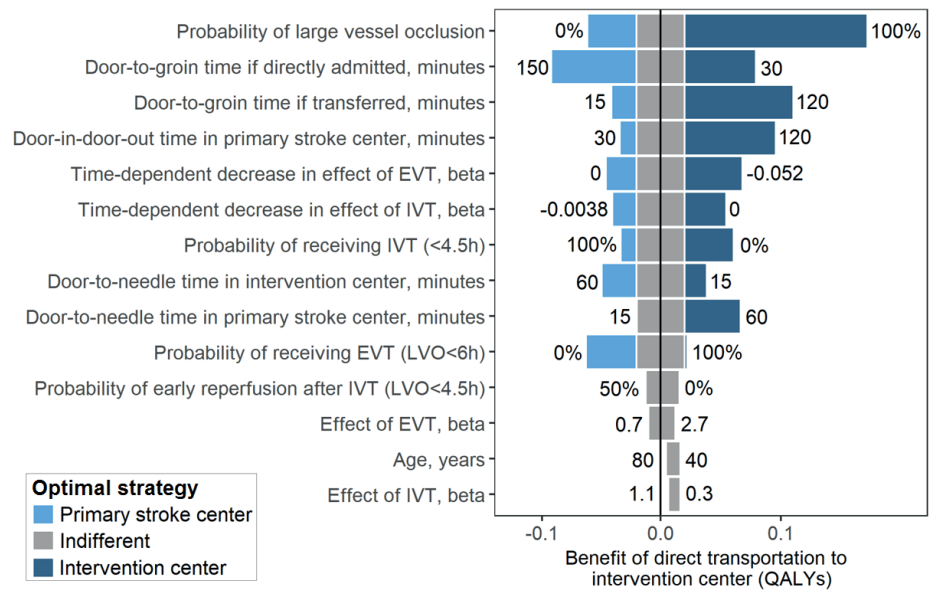 Probability of large vessel occlusion 0% 100%
Door-to-groin time if directly admitted, minutes 150 30
Door-to-groin time if transferred, minutes 15 120
Door-in-door-out time in primary stroke center, minutes 30 120
Time-dependent decrease in effect of EVT, beta 0 -0.052
Time-dependent decrease in effect of IVT, beta -0.0038 0
Probability of receiving IVT (<4.5h) 100% 0%
Door-to-needle time in intervention center, minutes 60 15
Door-to-needle time in primary stroke center, minutes 15 60
Probability of receiving EVT (LVO<6h) 0% 100%
Probability of early reperfusion after IVT (LVO<4.5h) 50% 0%
Effect of EVT, beta 0.7 2.7
Age, years 80 40
Effect of IVT, beta 1.1 0.3
Optimal strategy
Primary stroke center
Indifferent
Intervention center
-0.1 0.0 0.1
Benefit of direct transportation to
intervention center (QALYs)